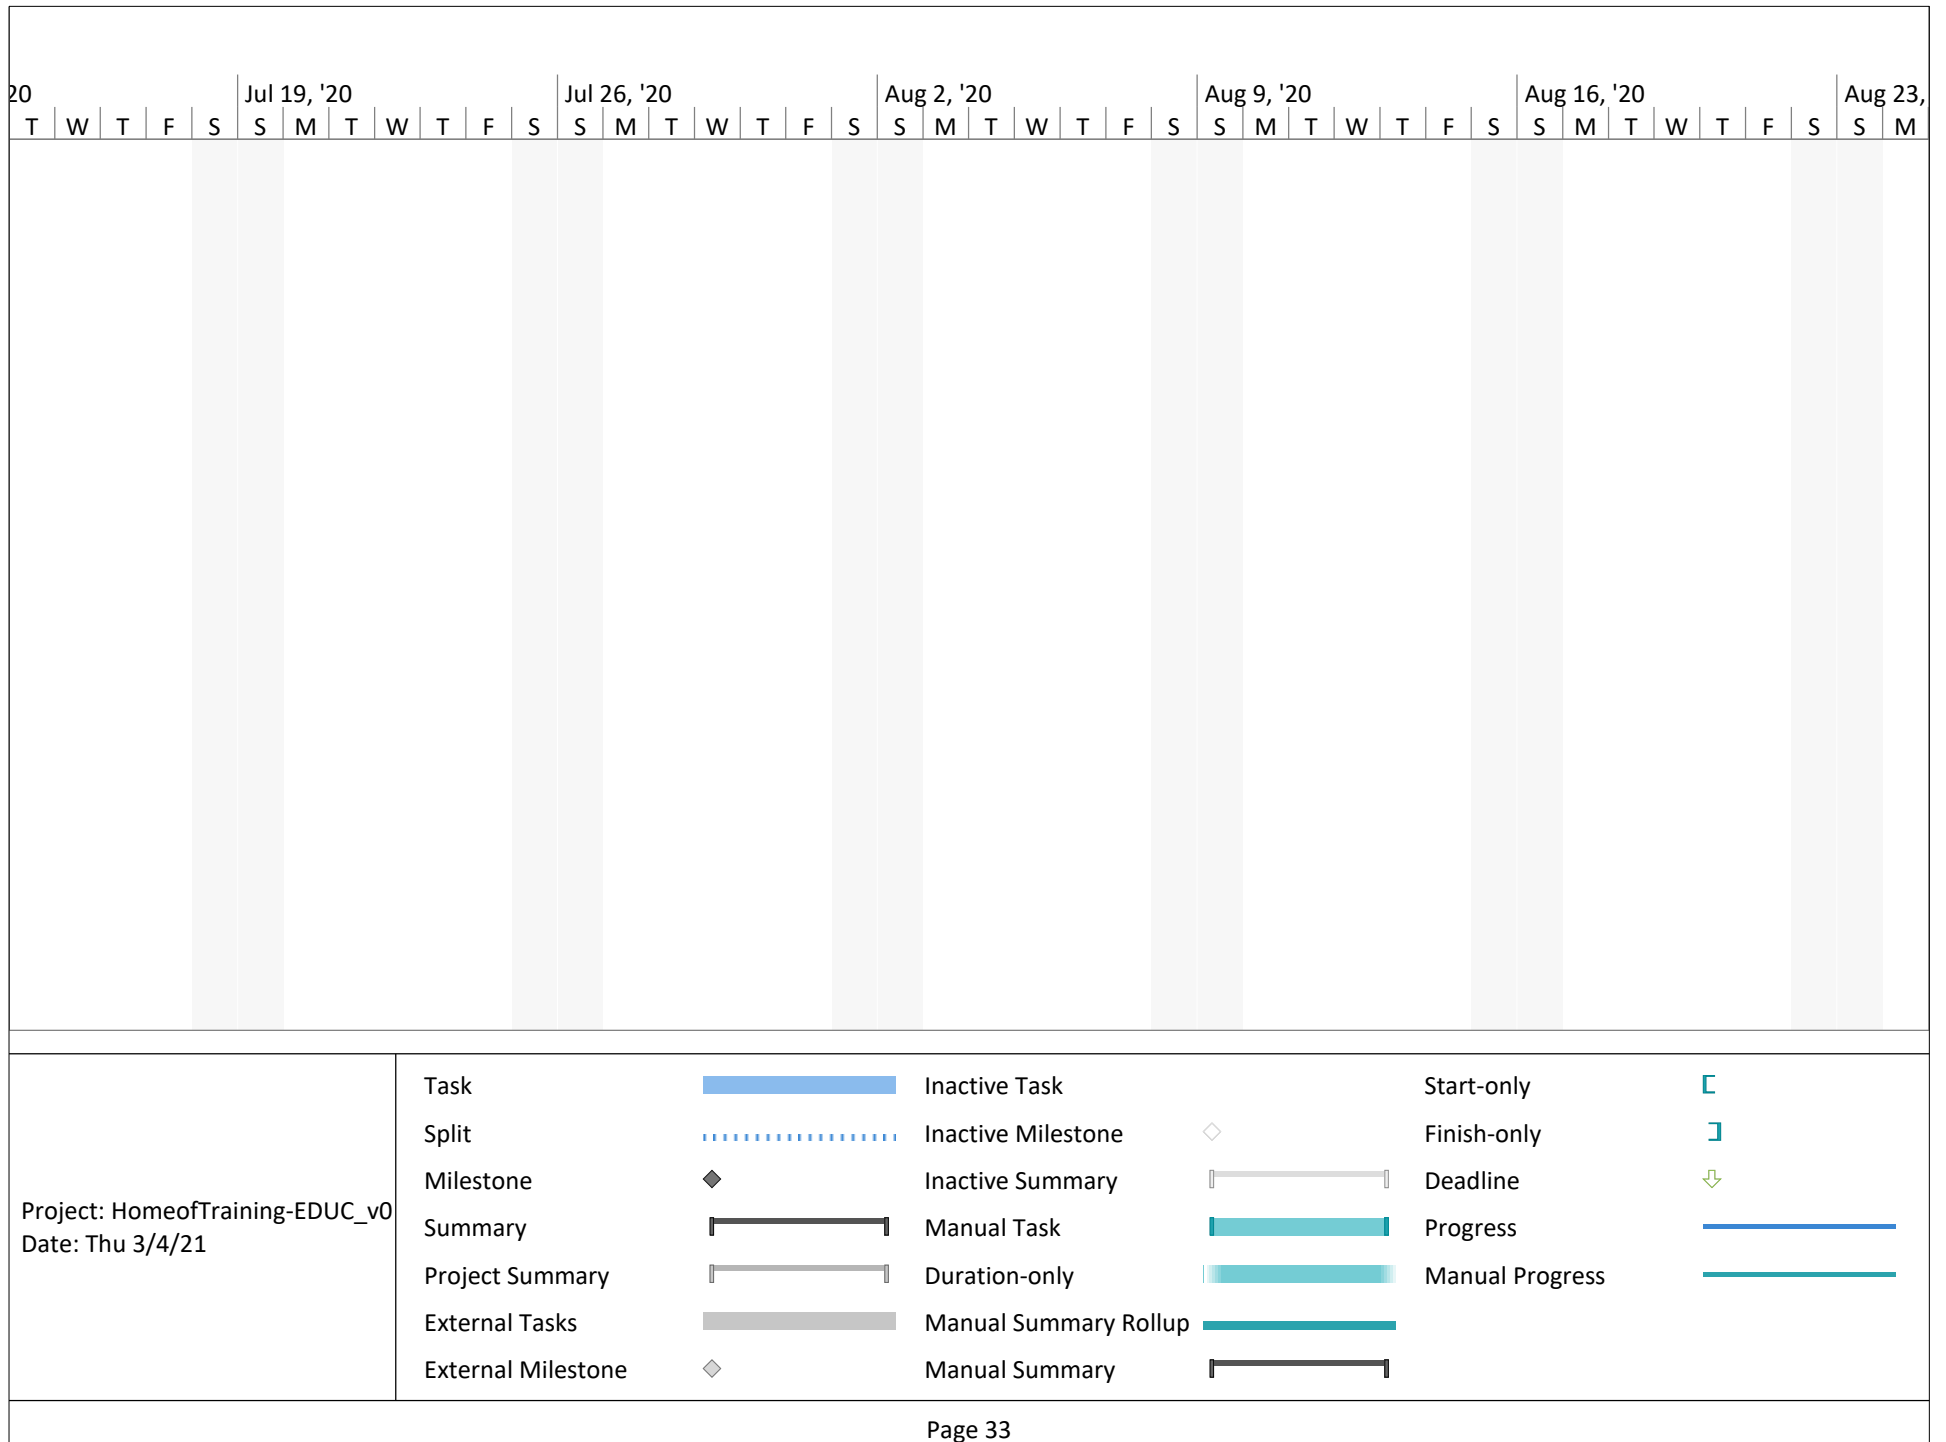 20 Jul 19, '20 Jul 26, '20 Aug 2, '20 Aug 9, '20 Aug 16, '20 Aug 23,
T W T F S S M T W T F S S M T W T F S S M T W T F S S M T W T F S S M T W T F S S M
Task
Split
Milestone
Summary
Project Summary
External Tasks
External Milestone
Inactive Task
Inactive Milestone
Inactive Summary
Manual Task
Duration-only
Manual Summary Rollup
Manual Summary
Start-only
Finish-only
Deadline
Progress
Manual Progress
Project: HomeofTraining-EDUC_v0
Date: Thu 3/4/21
Page 33